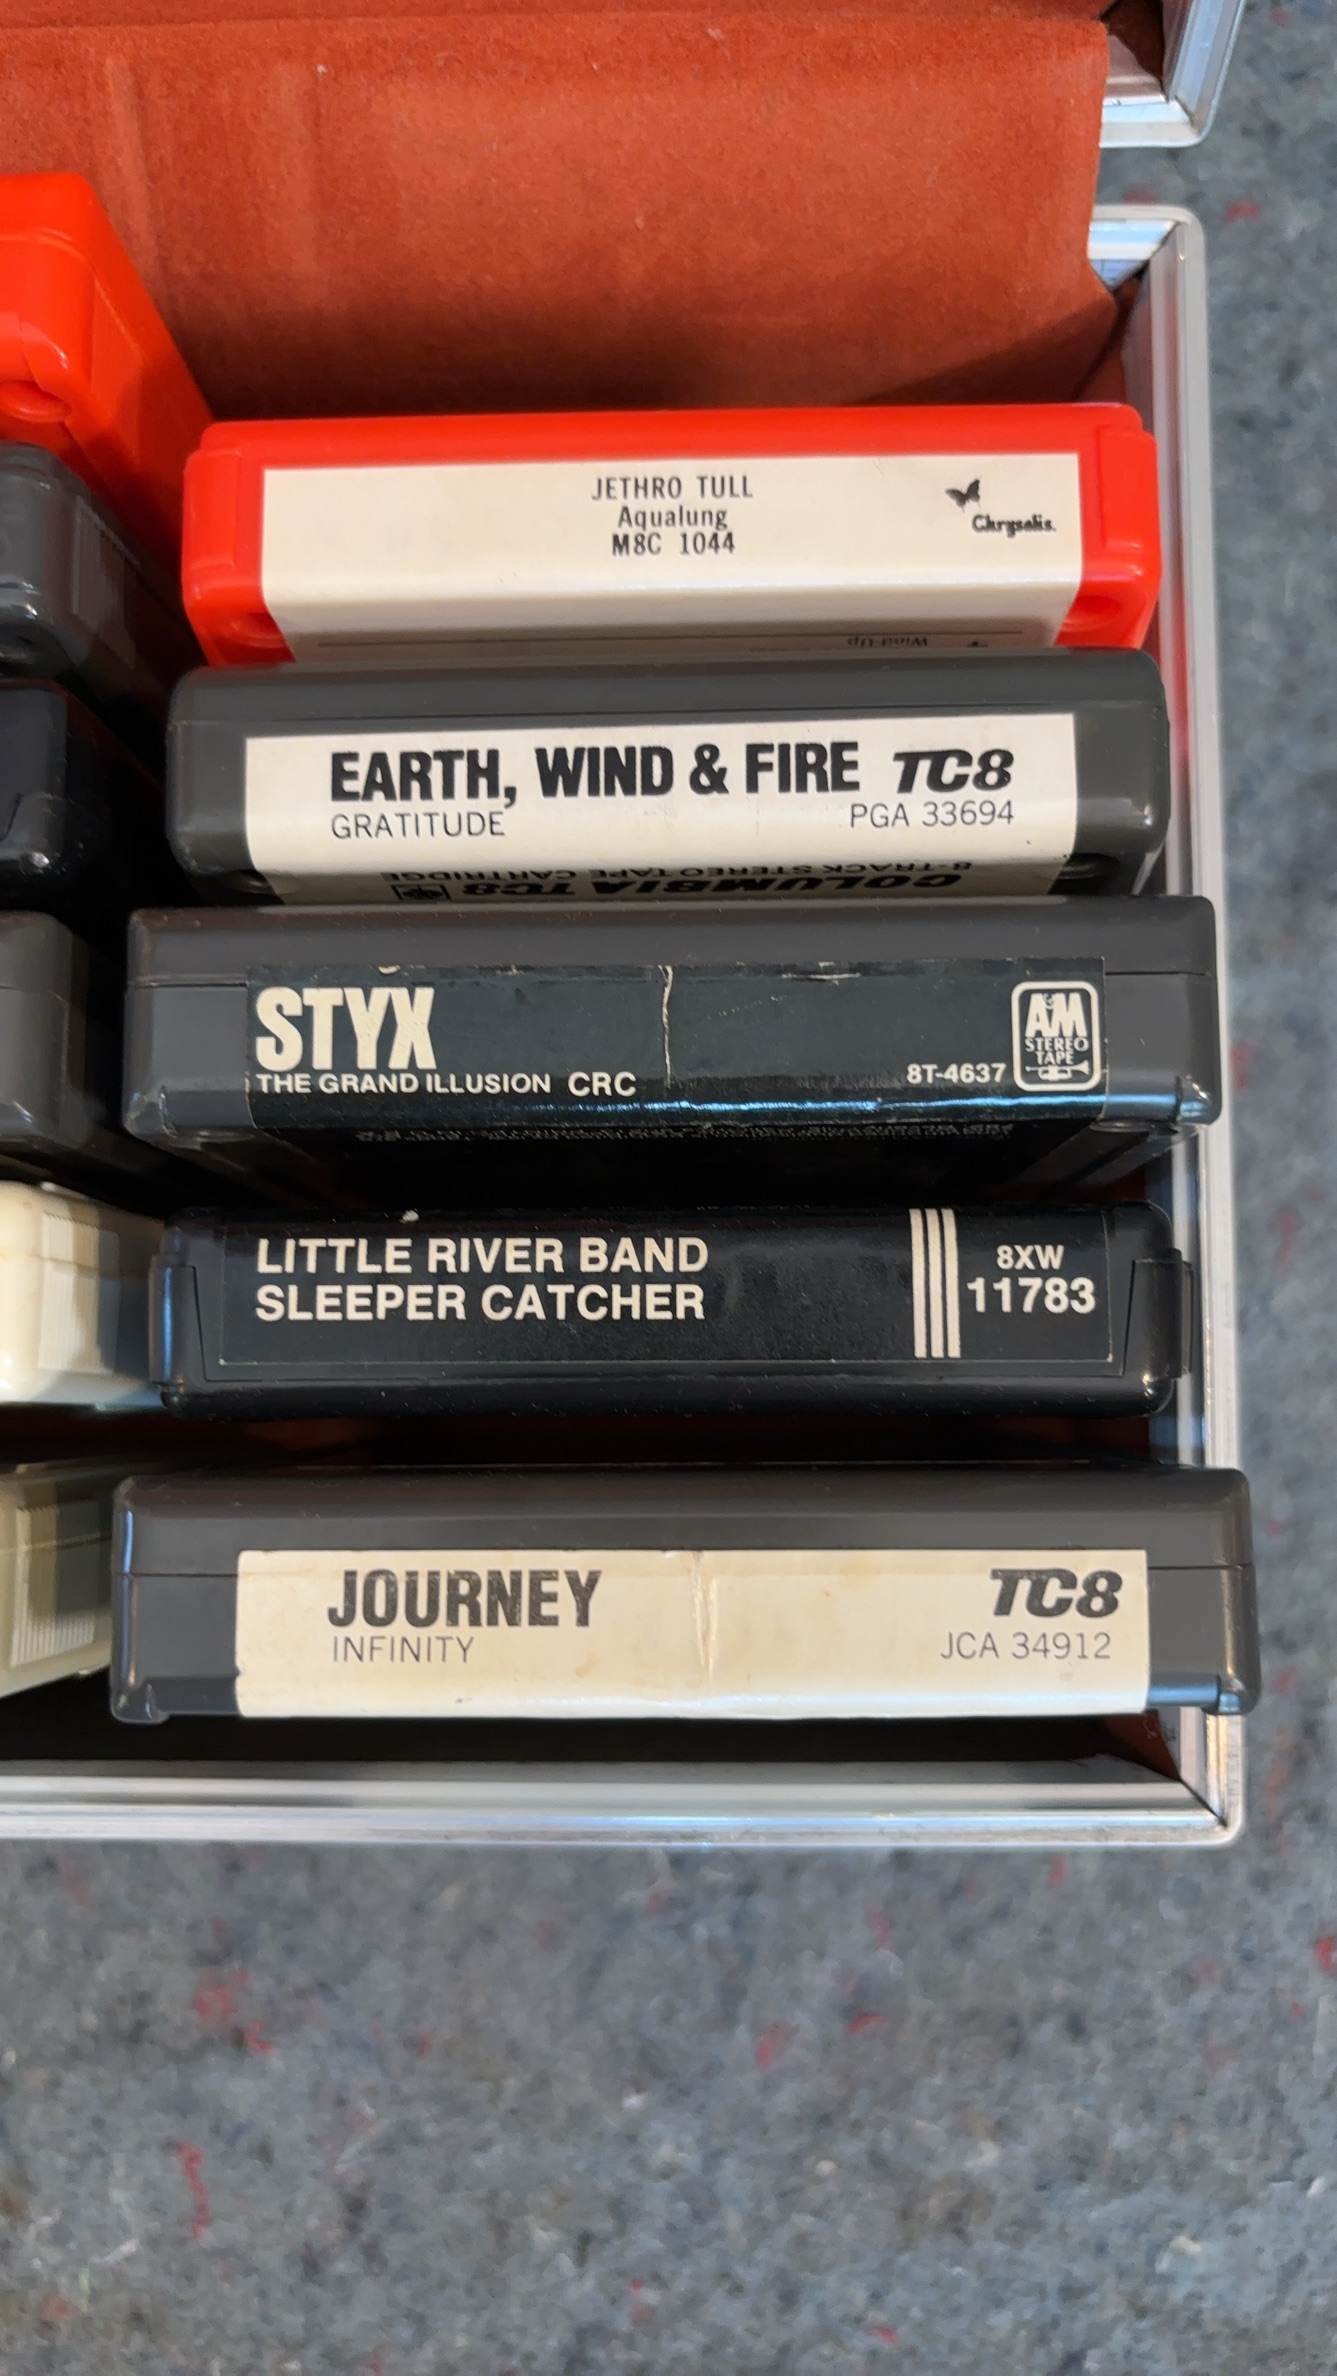 JETHRO TULL
Aqualung
M8C 1044
Chrysalis.
Wind-Up
EARTH, WIND & FIRE TC8
GRATITUDE PGA 33694
COLUMBIA TC8
8-TRACK STEREO TAPE CARTRIDGE
STYX
THE GRAND ILLUSION CRC
8T-4637
A&M
STEREO
TAPE
LITTLE RIVER BAND
SLEEPER CATCHER
8XW
11783
JOURNEY TC8
INFINITY JCA 34912